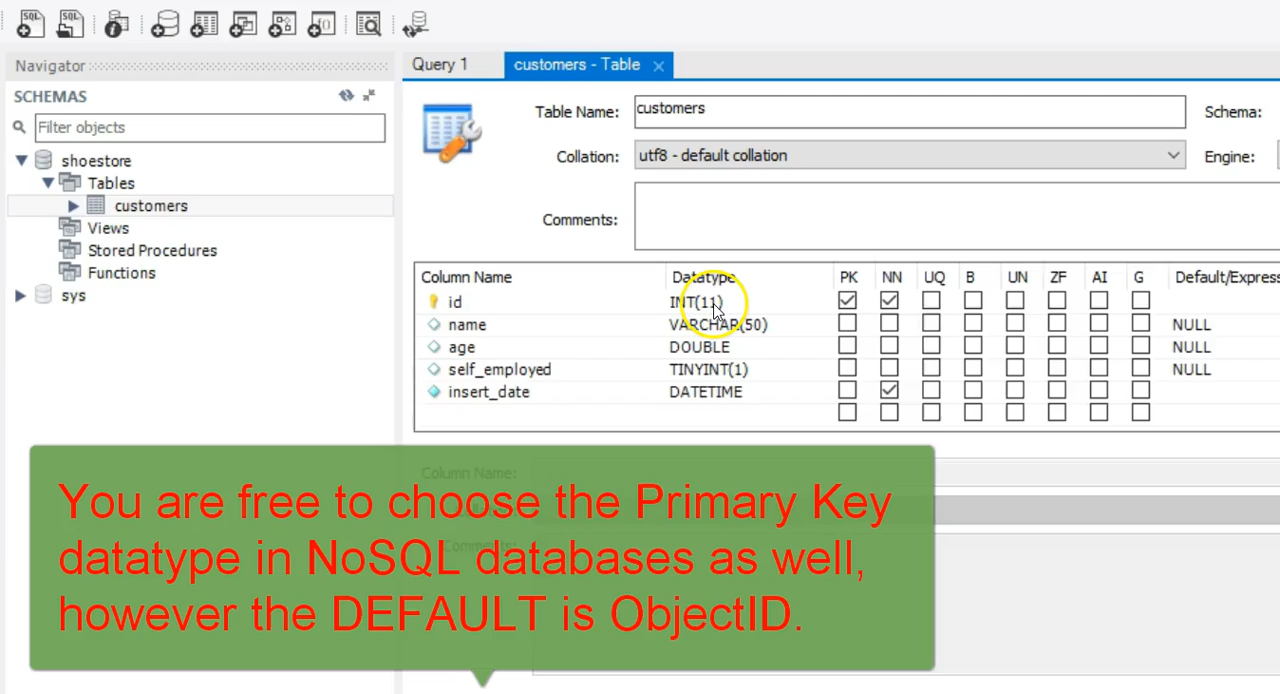 SQL SQL
Navigator
SCHEMAS
Filter objects
shoestore
Tables
customers
Views
Stored Procedures
Functions
sys
Query 1 customers - Table
Table Name: customers Schema:
Collation: utf8 - default collation Engine:
Comments:
Column Name Datatype PK NN UQ B UN ZF AI G Default/Express
id INT(11)
name VARCHAR(50) NULL
age DOUBLE NULL
self_employed TINYINT(1) NULL
insert_date DATETIME
Column Name:
Comments:
You are free to choose the Primary Key
datatype in NoSQL databases as well,
however the DEFAULT is ObjectID.